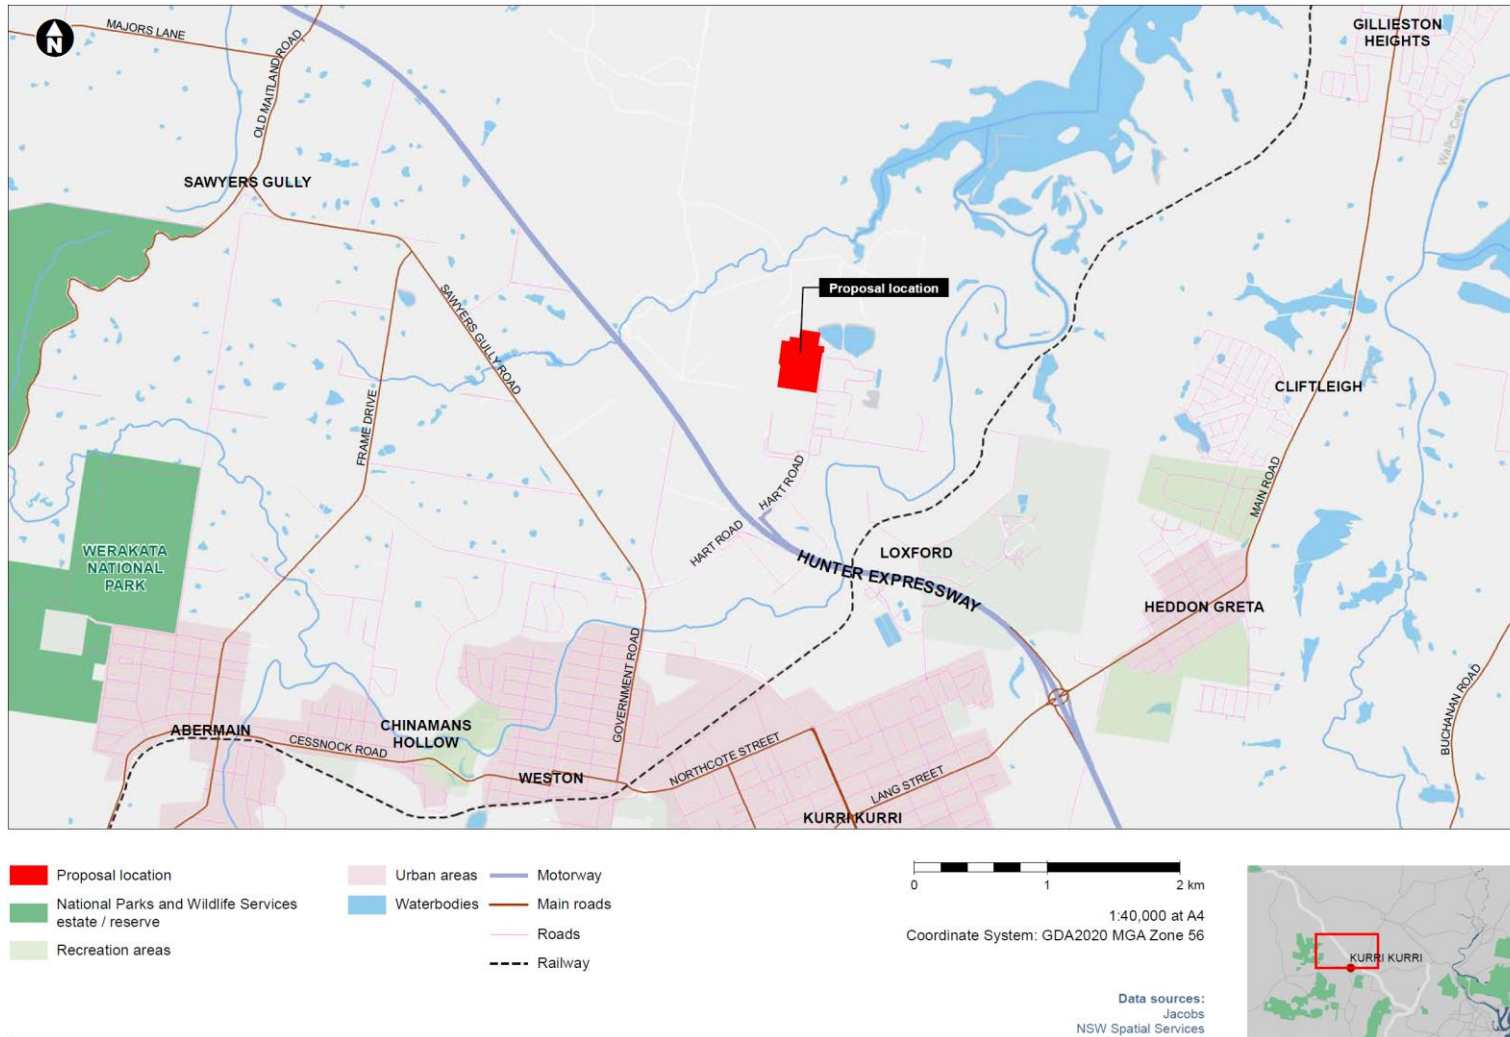 N
MAJORS LANE
OLD MAITLAND ROAD
GILLIESTON
HEIGHTS
Wallis Creek
SAWYERS GULLY
SAWYERS GULLY ROAD
Proposal location
CLIFTLEIGH
FRAME DRIVE
MAIN ROAD
HART ROAD
HART ROAD
WERAKATA
NATIONAL
PARK
LOXFORD
HUNTER EXPRESSWAY
HEDDON GRETA
GOVERNMENT ROAD
BUCHANAN ROAD
ABERMAIN
CHINAMANS
HOLLOW
CESSNOCK ROAD
WESTON
NORTHCOTE STREET
LANG STREET
KURRI KURRI
Proposal location
National Parks and Wildlife Services
estate / reserve
Recreation areas
Urban areas
Waterbodies
Motorway
Main roads
Roads
Railway
0 1 2 km
1:40,000 at A4
Coordinate System: GDA2020 MGA Zone 56
Data sources:
Jacobs
NSW Spatial Services
KURRI KURRI